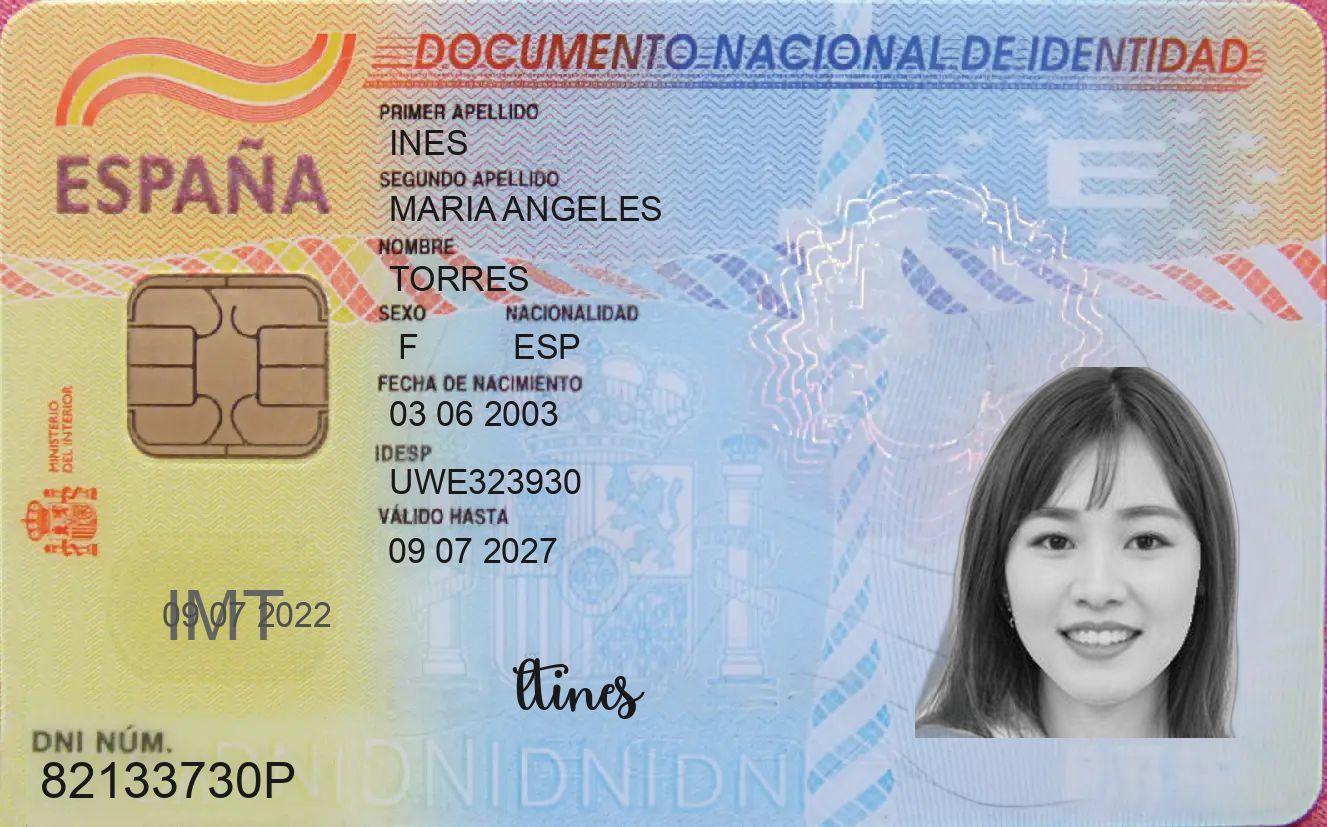 DOCUMENTO NACIONAL DE IDENTIDAD
ESPAÑA
PRIMER APELLIDO
INES
SEGUNDO APELLIDO
MARIA ANGELES
NOMBRE
TORRES
SEXO NACIONALIDAD
F ESP
FECHA DE NACIMIENTO
03 06 2003
IDESP
UWE323930
VÁLIDO HASTA
09 07 2027
MINISTERIO
DEL INTERIOR
E
IMT
09 07 2022
ltines
DNI NÚM.
82133730P
DNIDNIDNIDNI